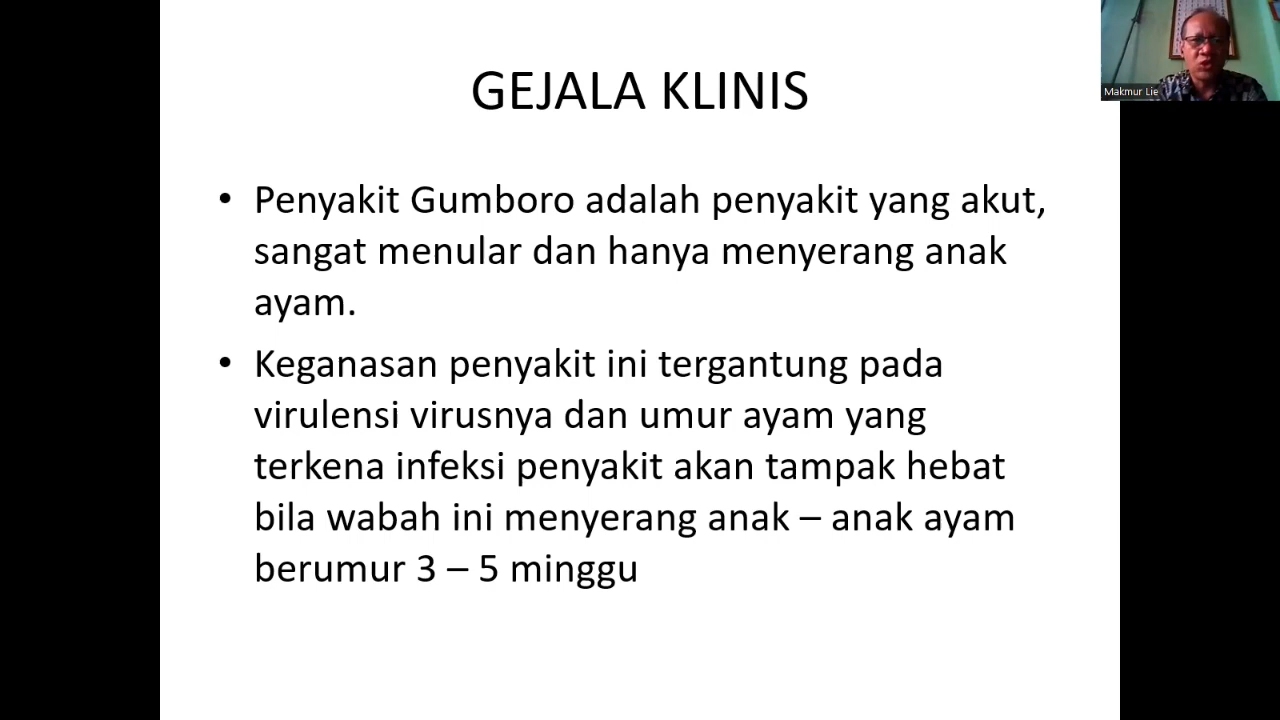 GEJALA KLINIS
Makmur Lie
• Penyakit Gumboro adalah penyakit yang akut,
sangat menular dan hanya menyerang anak
ayam.
• Keganasan penyakit ini tergantung pada
virulensi virusnya dan umur ayam yang
terkena infeksi penyakit akan tampak hebat
bila wabah ini menyerang anak – anak ayam
berumur 3 – 5 minggu